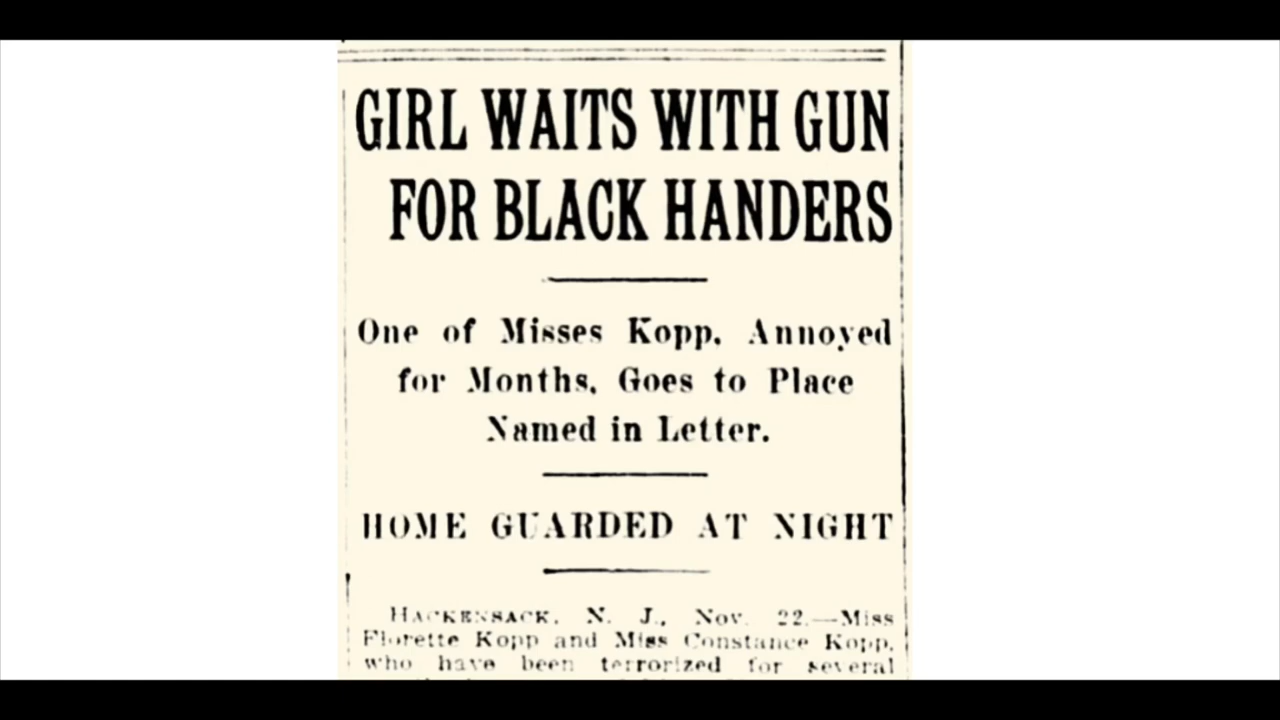 GIRL WAITS WITH GUN
FOR BLACK HANDERS
One of Misses Kopp, Annoyed
for Months, Goes to Place
Named in Letter.
HOME GUARDED AT NIGHT
HACKENSACK, N. J., Nov. 22.—Miss
Florette Kopp and Miss Constance Kopp,
who have been terrorized for several